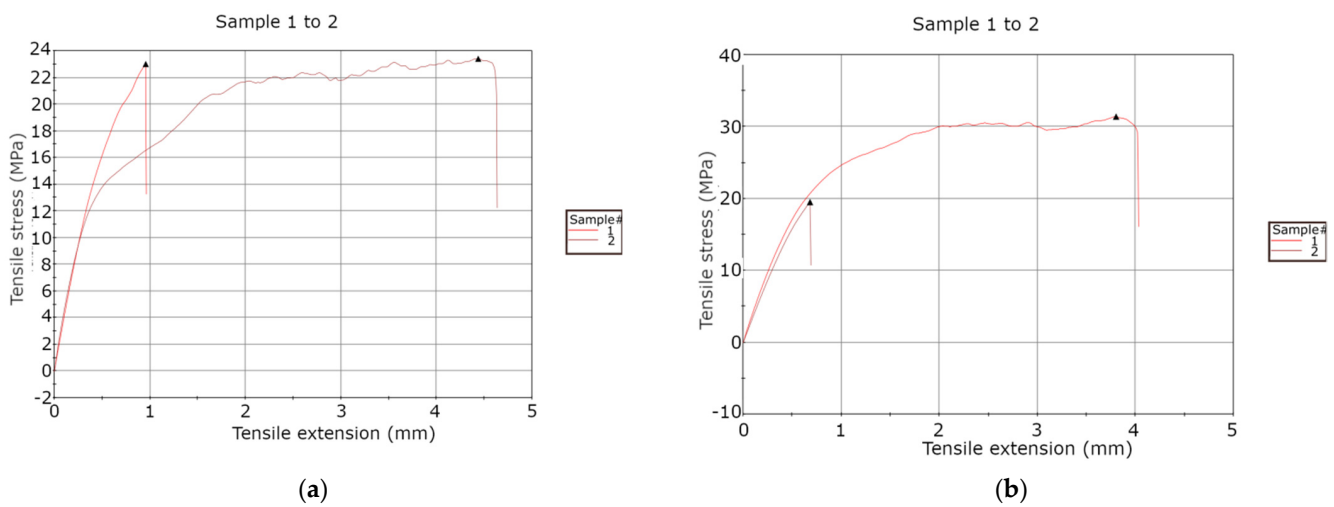 Sample 1 to 2
Tensile stress (MPa)
24
22
20
18
16
14
12
10
8
6
4
2
0
-2
0 1 2 3 4 5
Tensile extension (mm)
Sample#
1
2
(a)
Sample 1 to 2
Tensile stress (MPa)
40
30
20
10
0
-10
0 1 2 3 4 5
Tensile extension (mm)
Sample#
1
2
(b)